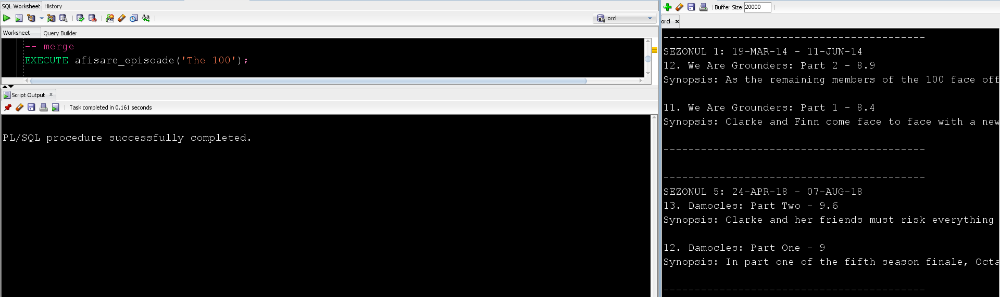 SQL Worksheet History
orcl
Worksheet Query Builder
-- merge
EXECUTE afisare_episoade('The 100');
Script Output x
Task completed in 0.161 seconds
PL/SQL procedure successfully completed.
Buffer Size: 20000
orcl x
------------------------------------------
SEZONUL 1: 19-MAR-14 - 11-JUN-14
12. We Are Grounders: Part 2 - 8.9
Synopsis: As the remaining members of the 100 face off
11. We Are Grounders: Part 1 - 8.4
Synopsis: Clarke and Finn come face to face with a new
------------------------------------------
------------------------------------------
SEZONUL 5: 24-APR-18 - 07-AUG-18
13. Damocles: Part Two - 9.6
Synopsis: Clarke and her friends must risk everything
12. Damocles: Part One - 9
Synopsis: In part one of the fifth season finale, Octa
------------------------------------------